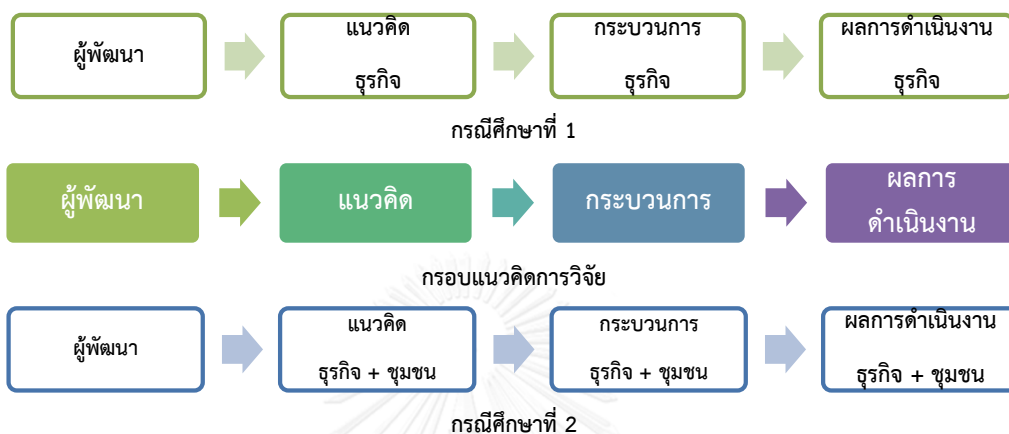 ผู้พัฒนา
แนวคิด
ธุรกิจ
กระบวนการ
ธุรกิจ
ผลการดำเนินงาน
ธุรกิจ
กรณีศึกษาที่ 1
ผู้พัฒนา
แนวคิด
กระบวนการ
ผลการ
ดำเนินงาน
กรอบแนวคิดการวิจัย
ผู้พัฒนา
แนวคิด
ธุรกิจ + ชุมชน
กระบวนการ
ธุรกิจ + ชุมชน
ผลการดำเนินงาน
ธุรกิจ + ชุมชน
กรณีศึกษาที่ 2